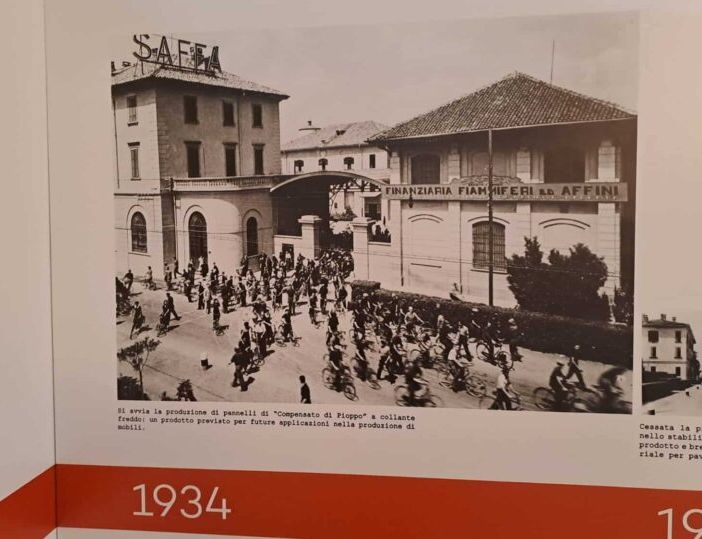 SAFFA
FINANZIARIA FIAMMIFERI ED AFFINI
Si avvia la produzione di pannelli di "Compensato di Pioppo" a collante
freddo: un prodotto previsto per future applicazioni nella produzione di
mobili.
1934
Cessata la p
nello stabili
prodotto e bre
riale per pav
19